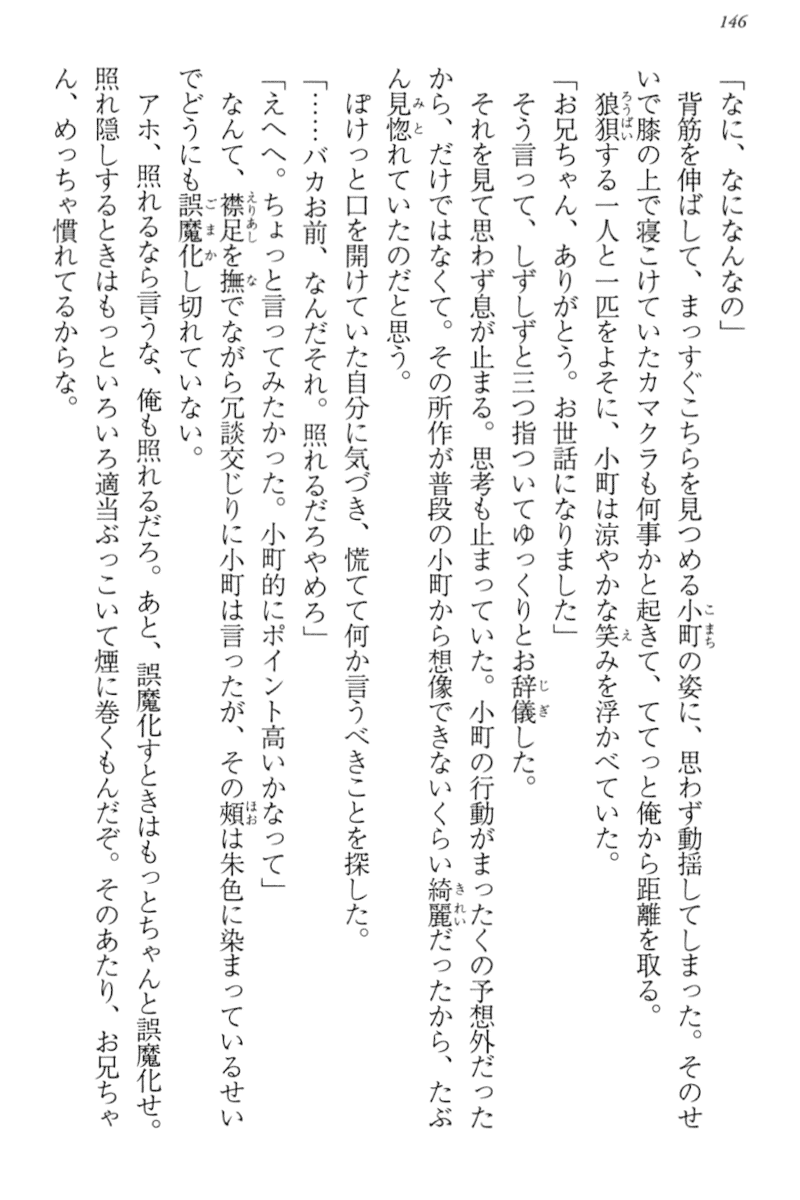 146
「なに、なになんなの」
　背筋を伸ばして、まっすぐこちらを見つめる小町の姿に、思わず動揺してしまった。そのせ
いで膝の上で寝こけていたカマクラも何事かと起きて、ててっと俺から距離を取る。
　狼狽する一人と一匹をよそに、小町は涼やかな笑みを浮かべていた。
「お兄ちゃん、ありがとう。お世話になりました」
　そう言って、しずしずと三つ指ついてゆっくりとお辞儀した。
　それを見て思わず息が止まる。思考も止まっていた。小町の行動がまったくの予想外だった
から、だけではなくて。その所作が普段の小町から想像できないくらい綺麗だったから、たぶ
ん見惚れていたのだと思う。
　ぽけっと口を開けていた自分に気づき、慌てて何か言うべきことを探した。
「……バカお前、なんだそれ。照れるだろやめろ」
「えへへ。ちょっと言ってみたかった。小町的にポイント高いかなって」
　なんて、襟足を撫でながら冗談交じりに小町は言ったが、その頰は朱色に染まっているせい
でどうにも誤魔化し切れていない。
　アホ、照れるなら言うな、俺も照れるだろ。あと、誤魔化すときはもっとちゃんと誤魔化せ。
照れ隠しするときはもっといろいろ適当ぶっこいて煙に巻くもんだぞ。そのあたり、お兄ちゃ
ん、めっちゃ慣れてるからな。